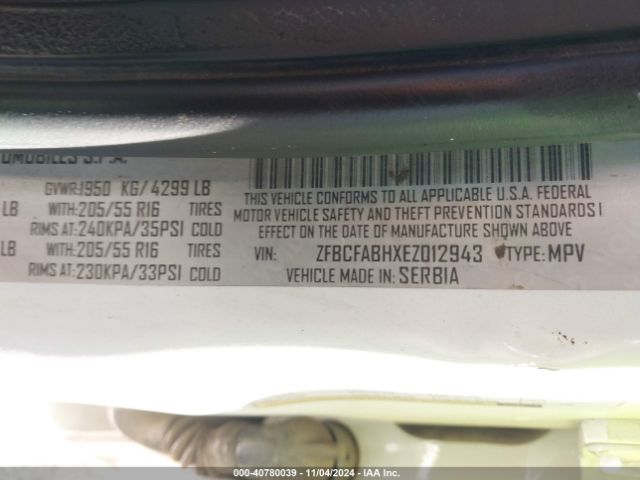 GVWR:1950 KG/ 4299 LB
LB WITH:205/55 R16 TIRES
RIMS AT:240KPA/35PSI COLD
LB WITH:205/55 R16 TIRES
RIMS AT:230KPA/33PSI COLD
THIS VEHICLE CONFORMS TO ALL APPLICABLE U.S.A. FEDERAL
MOTOR VEHICLE SAFETY AND THEFT PREVENTION STANDARDS I
EFFECT ON THE DATE OF MANUFACTURE SHOWN ABOVE
VIN: ZFBCFABHXEZ012943 TYPE:MPV
VEHICLE MADE IN:SERBIA
000-40780039 - 11/04/2024 - IAA Inc.